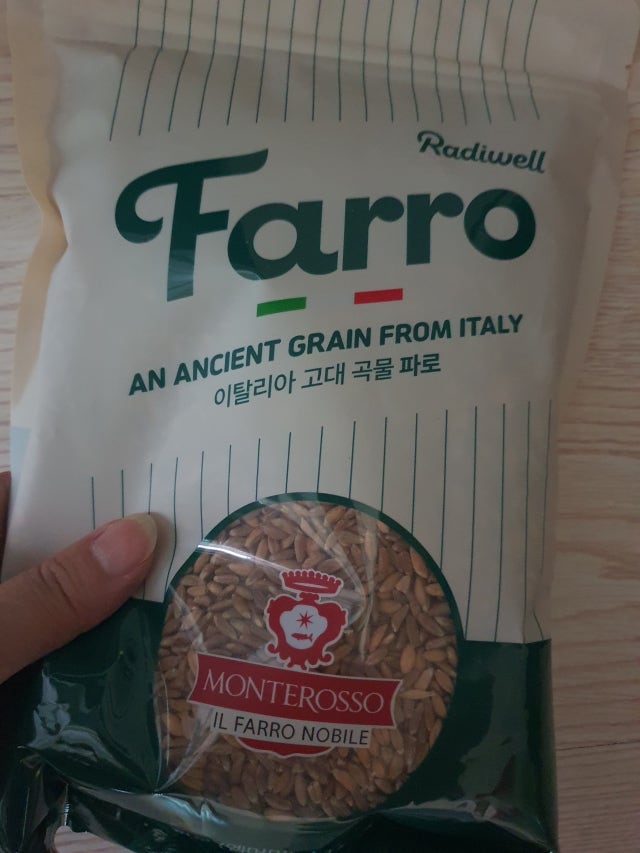 Radiwell
Farro
AN ANCIENT GRAIN FROM ITALY
이탈리아 고대 곡물 파로
MONTEROSSO
IL FARRO NOBILE